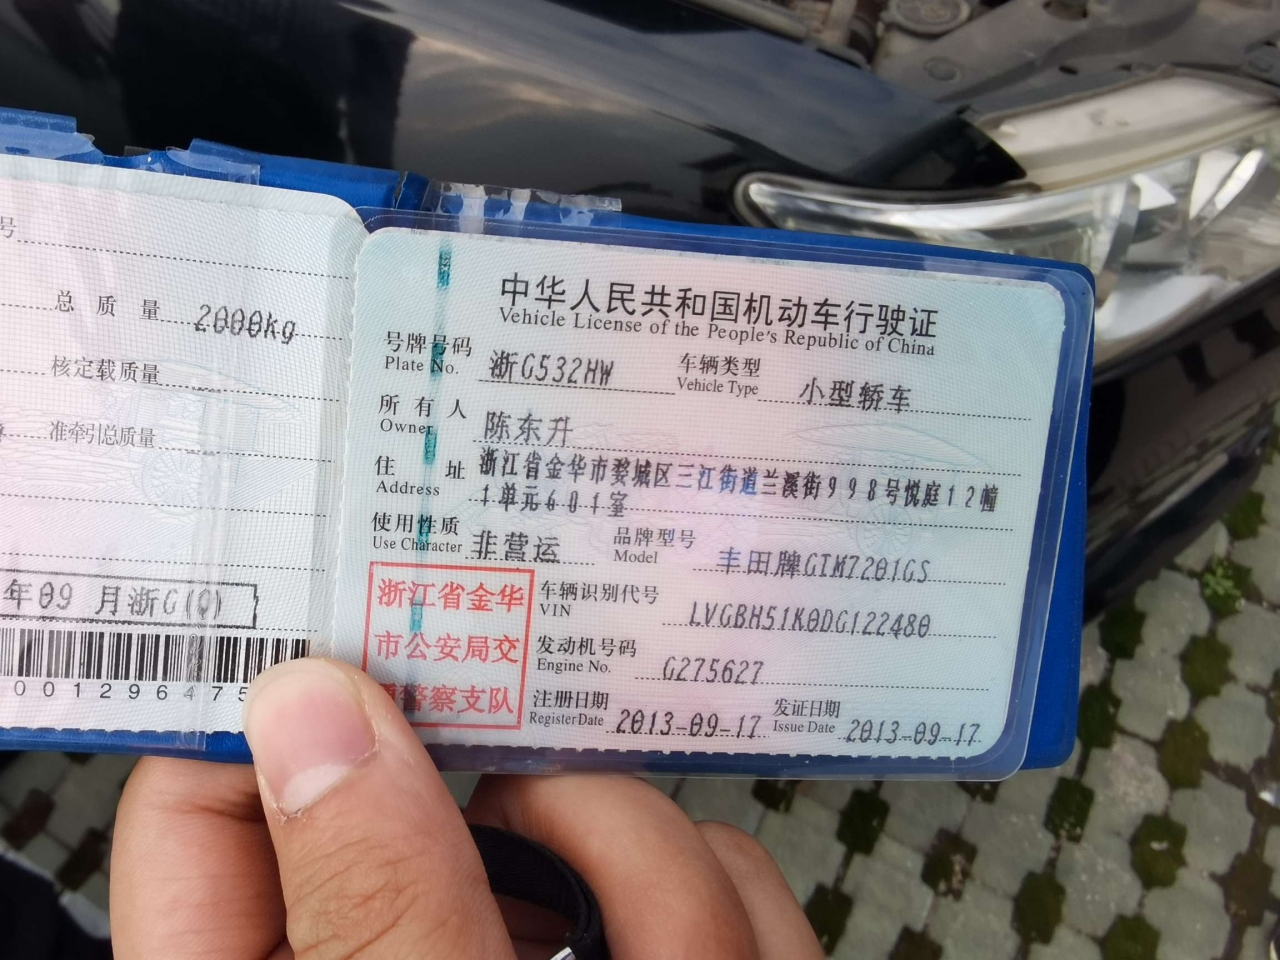 号
总质量 2000kg
核定载质量
准牵引总质量
年09月浙G(Q)
001296475
中华人民共和国机动车行驶证
Vehicle License of the People's Republic of China
号牌号码 浙G532HW 车辆类型 小型轿车
Plate No. Vehicle Type
所有人 陈东升
Owner
住址 浙江省金华市婺城区三江街道兰溪街998号悦庭12幢
Address 1单元601室
使用性质 非营运 品牌型号 丰田牌GTM7201GS
Use Character Model
浙江省金华
市公安局交
警察支队
车辆识别代号 LVGBH51K0DG122480
VIN
发动机号码 G275627
Engine No.
注册日期 2013-09-17 发证日期 2013-09-17
Register Date Issue Date